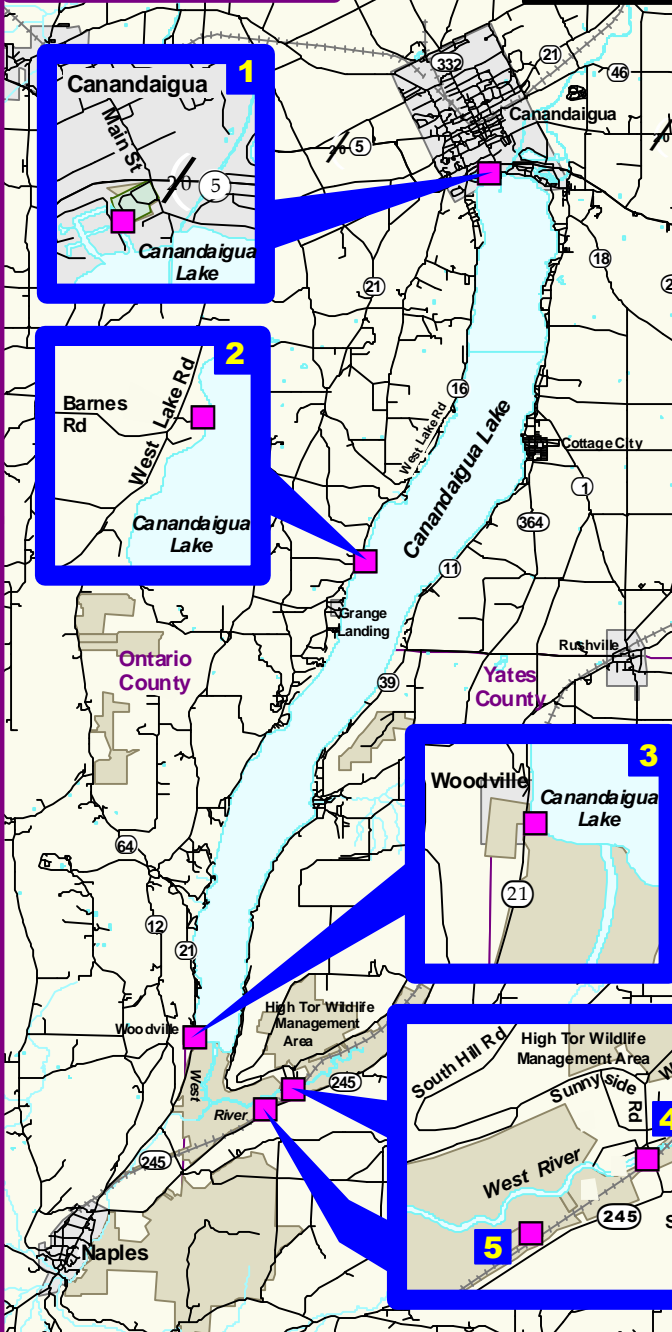 1
Canandaigua
Main St
20
5
Canandaigua
Lake
332
21
46
Canandaigua
5
20
18
21
2
Barnes
Rd
West Lake Rd
Canandaigua
Lake
16
West Lake Rd
Canandaigua Lake
Cottage City
1
364
11
Grange
Landing
Rushville
Ontario
County
Yates
County
39
3
Woodville
Canandaigua
Lake
21
64
12
21
Woodville
High Tor Wildlife
Management
Area
West
River
245
245
Naples
South Hill Rd
High Tor Wildlife
Management Area
Sunnyside
Rd
4
West River
245
5